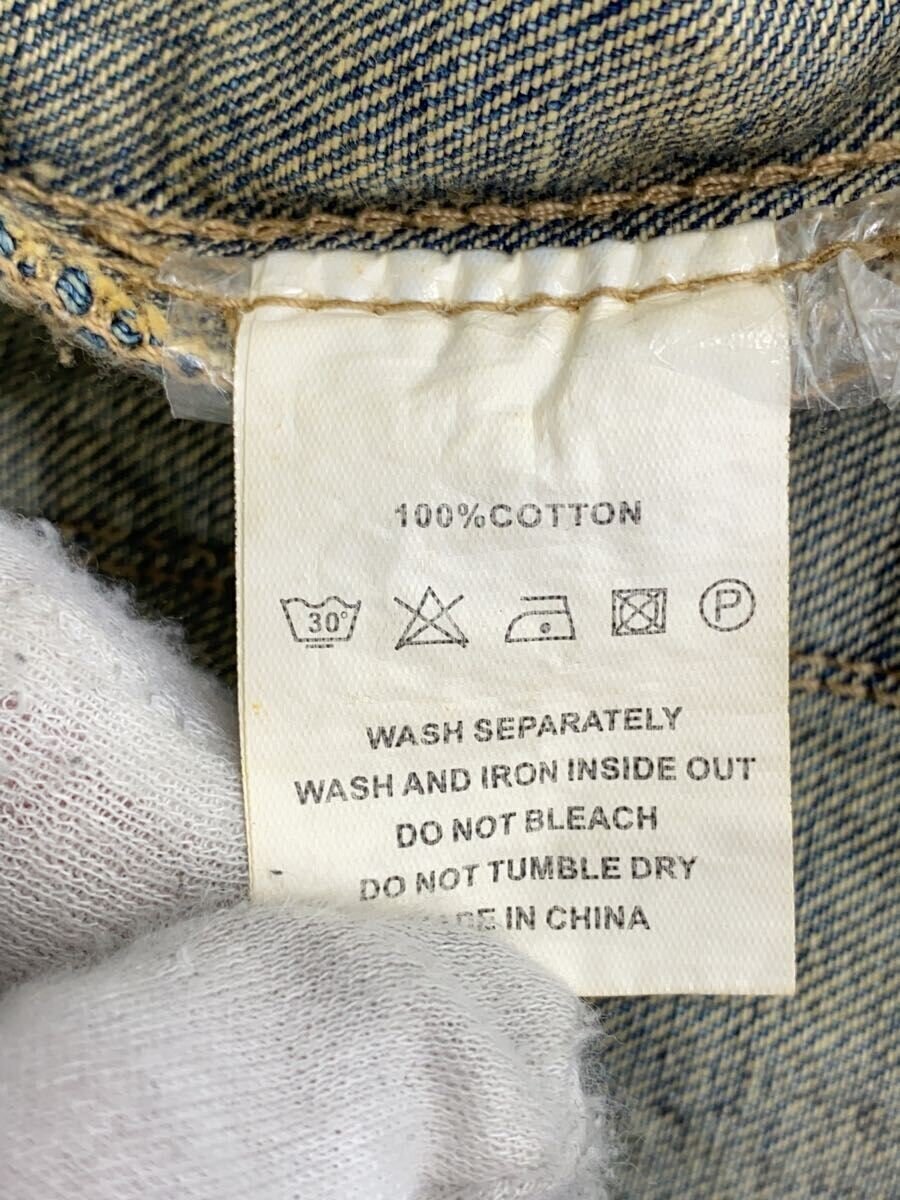 100%COTTON
30°
P
WASH SEPARATELY
WASH AND IRON INSIDE OUT
DO NOT BLEACH
DO NOT TUMBLE DRY
IN CHINA